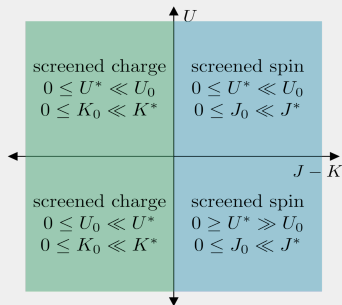 U
screened charge
0 ≤ U* ≪ U₀
0 ≤ K₀ ≪ K*
screened spin
0 ≤ U* ≪ U₀
0 ≤ J₀ ≪ J*
J − K
screened charge
0 ≤ U₀ ≪ U*
0 ≤ K₀ ≪ K*
screened spin
0 ≥ U* ≫ U₀
0 ≤ J₀ ≪ J*